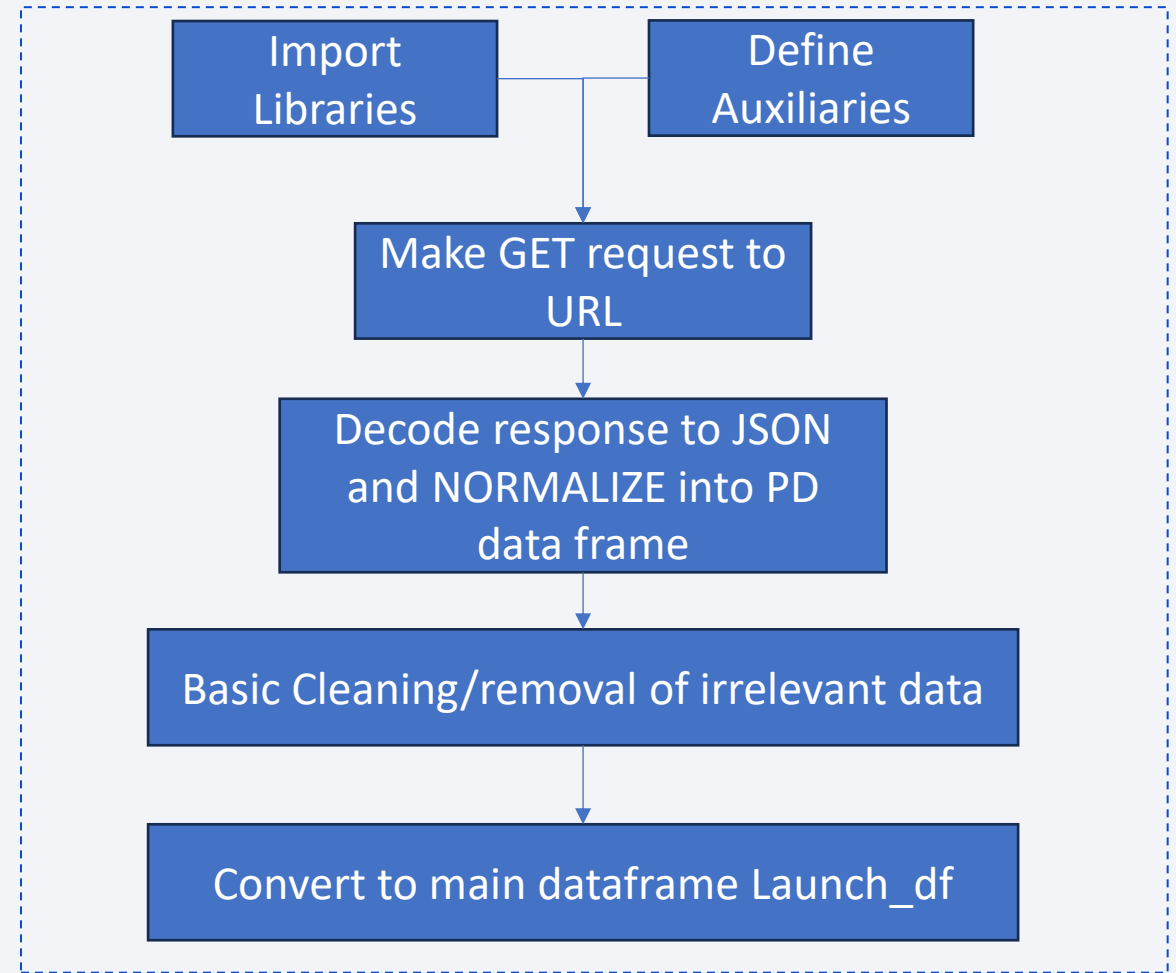 Import
Libraries
Define
Auxiliaries
Make GET request to
URL
Decode response to JSON
and NORMALIZE into PD
data frame
Basic Cleaning/removal of irrelevant data
Convert to main dataframe Launch_df